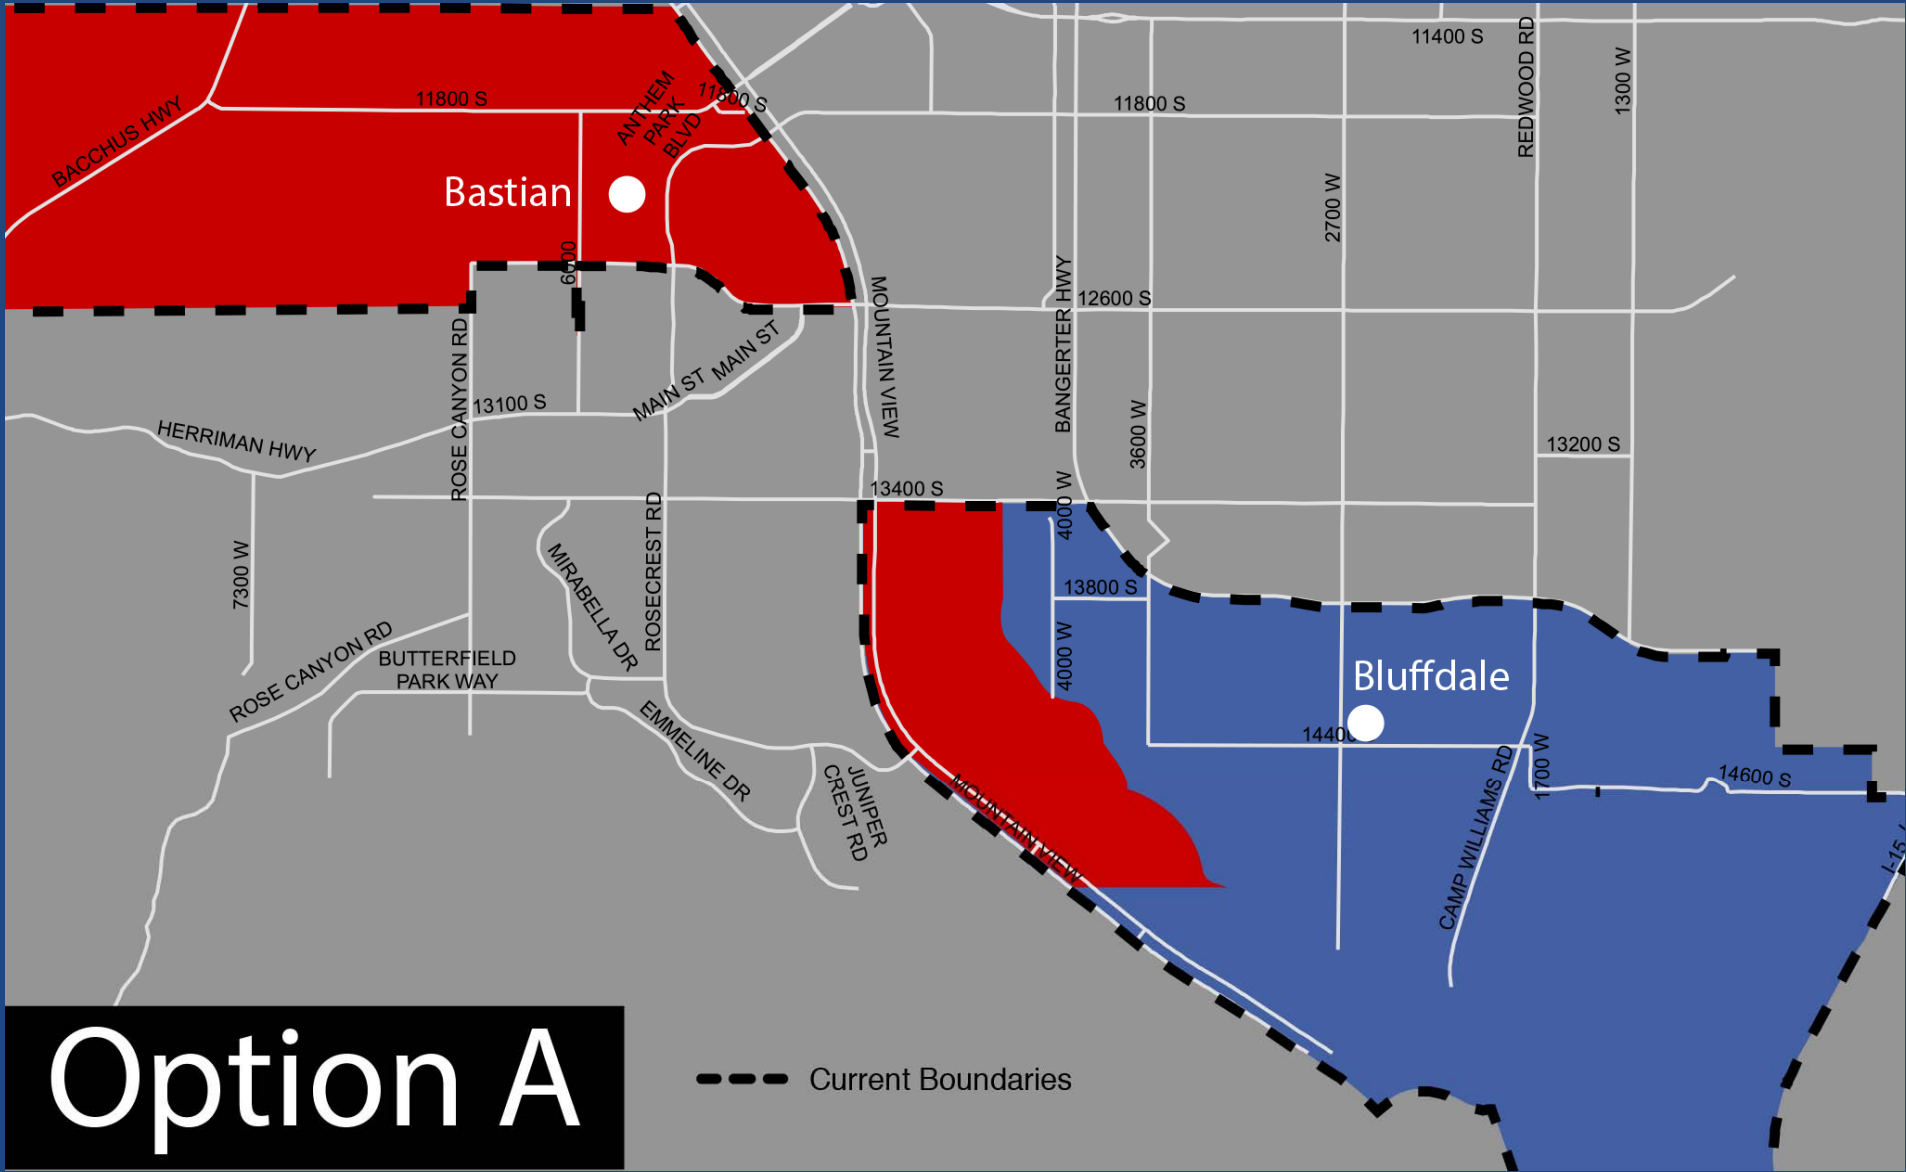 11400 S
REDWOOD RD
1300 W
BACCHUS HWY
11800 S
ANTHEM
PARK
BLVD
11800 S
11800 S
Bastian
2700 W
6000
MOUNTAIN VIEW
BANGERTER HWY
12600 S
ROSE CANYON RD
MAIN ST
MAIN ST
13100 S
HERRIMAN HWY
3600 W
13200 S
13400 S
4000 W
7300 W
MIRABELLA DR
ROSECREST RD
13800 S
4000 W
ROSE CANYON RD
BUTTERFIELD
PARK WAY
Bluffdale
EMMELINE DR
14400
JUNIPER
CREST RD
MOUNTAIN VIEW
CAMP WILLIAMS RD
1700 W
14600 S
I-15
Option A
Current Boundaries